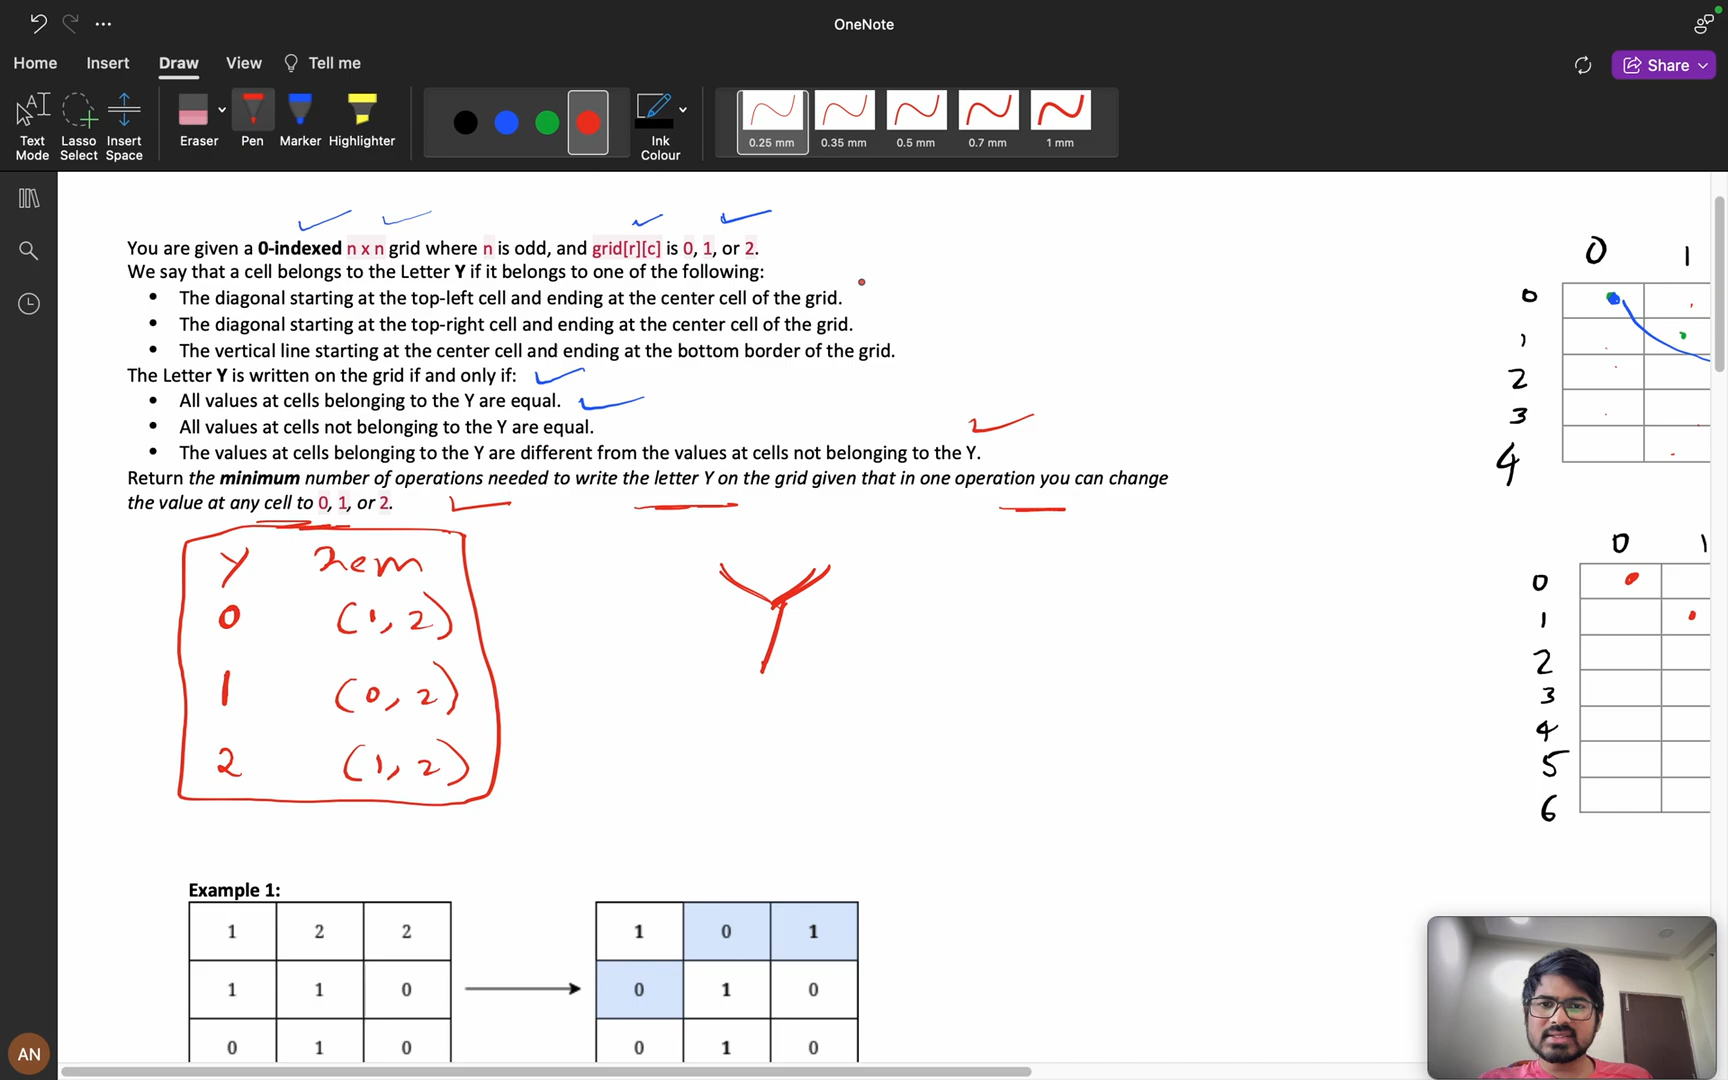 OneNote
Home Insert Draw View Tell me
Share
Text Mode
Lasso Select
Insert Space
Eraser
Pen
Marker
Highlighter
Ink Colour
0.25 mm 0.35 mm 0.5 mm 0.7 mm 1 mm
You are given a 0-indexed n x n grid where n is odd, and grid[r][c] is 0, 1, or 2.
We say that a cell belongs to the Letter Y if it belongs to one of the following:
• The diagonal starting at the top-left cell and ending at the center cell of the grid.
• The diagonal starting at the top-right cell and ending at the center cell of the grid.
• The vertical line starting at the center cell and ending at the bottom border of the grid.
The Letter Y is written on the grid if and only if:
• All values at cells belonging to the Y are equal.
• All values at cells not belonging to the Y are equal.
• The values at cells belonging to the Y are different from the values at cells not belonging to the Y.
Return the minimum number of operations needed to write the letter Y on the grid given that in one operation you can change
the value at any cell to 0, 1, or 2.
Y rem
0 (1, 2)
1 (0, 2)
2 (1, 2)
Y
0 1
0
1
2
3
4
0 1
0
1
2
3
4
5
6
Example 1:
1 2 2
1 1 0
0 1 0
1 0 1
0 1 0
0 1 0
AN